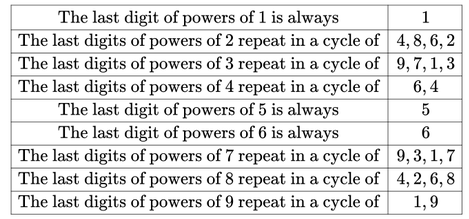 The last digit of powers of 1 is always 1
The last digits of powers of 2 repeat in a cycle of 4, 8, 6, 2
The last digits of powers of 3 repeat in a cycle of 9, 7, 1, 3
The last digits of powers of 4 repeat in a cycle of 6, 4
The last digit of powers of 5 is always 5
The last digit of powers of 6 is always 6
The last digits of powers of 7 repeat in a cycle of 9, 3, 1, 7
The last digits of powers of 8 repeat in a cycle of 4, 2, 6, 8
The last digits of powers of 9 repeat in a cycle of 1, 9